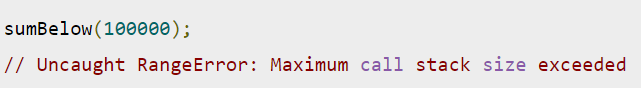 sumBelow(100000);
// Uncaught RangeError: Maximum call stack size exceeded